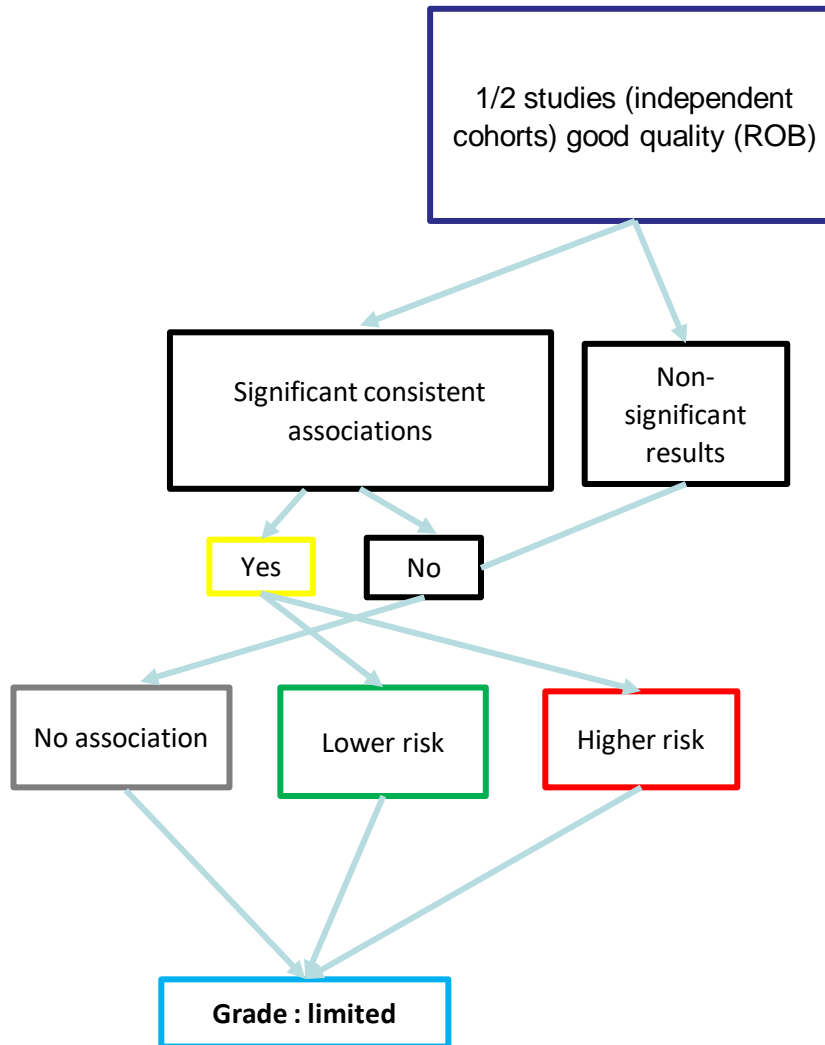 1/2 studies (independent
cohorts) good quality (ROB)
Significant consistent
associations
Non-
significant
results
Yes
No
No association
Lower risk
Higher risk
Grade : limited